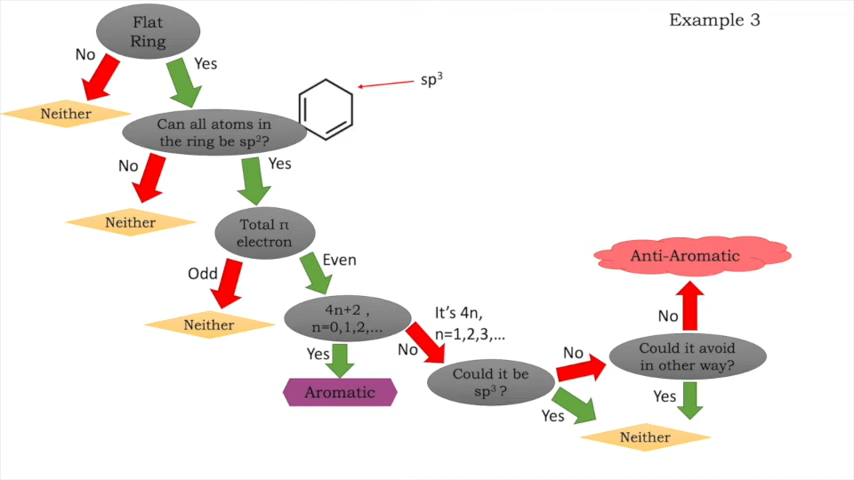 Example 3
Flat
Ring
No
Yes
sp³
Neither
Can all atoms in
the ring be sp²?
No
Yes
Neither
Total π
electron
Odd
Even
Neither
4n+2 ,
n=0,1,2,...
It's 4n,
n=1,2,3,...
Yes
No
Aromatic
Could it be
sp³ ?
No
Yes
Could it avoid
in other way?
No
Anti-Aromatic
Yes
Neither